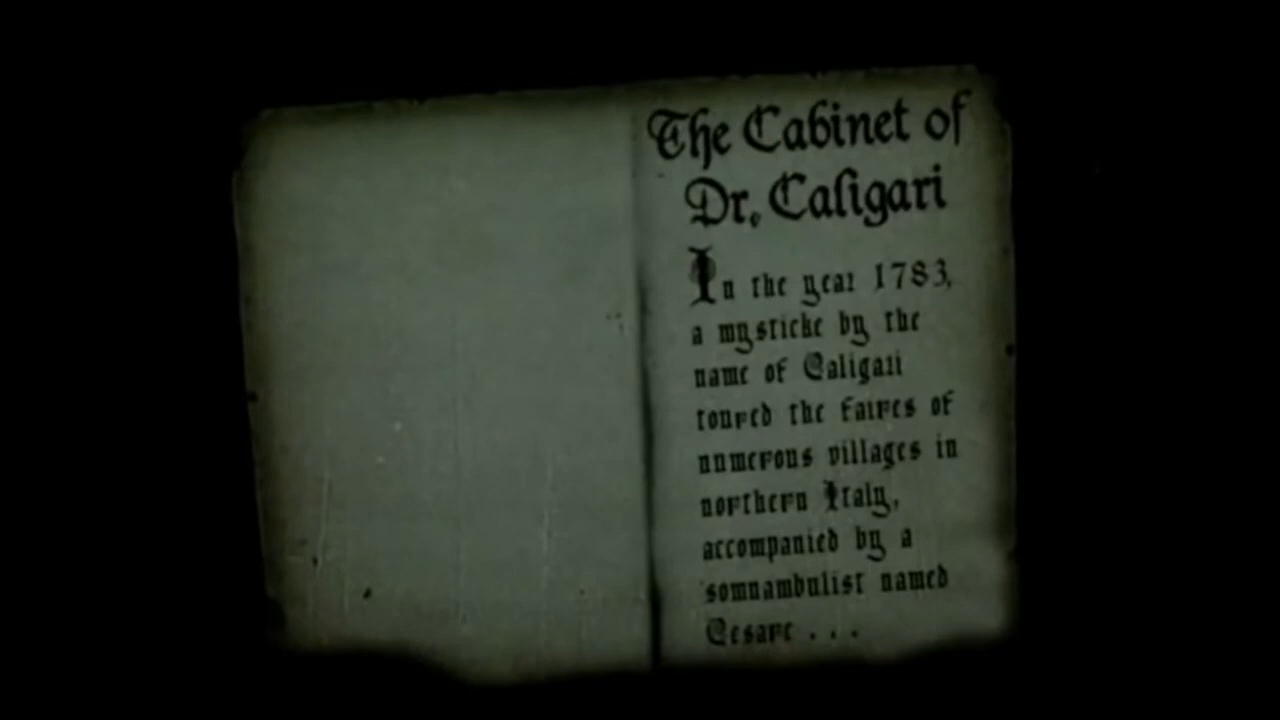 The Cabinet of
Dr. Caligari
In the year 1783,
a mysticke by the
name of Caligari
toured the faires of
numerous villages in
northern Italy,
accompanied by a
somnambulist named
Cesare . . .